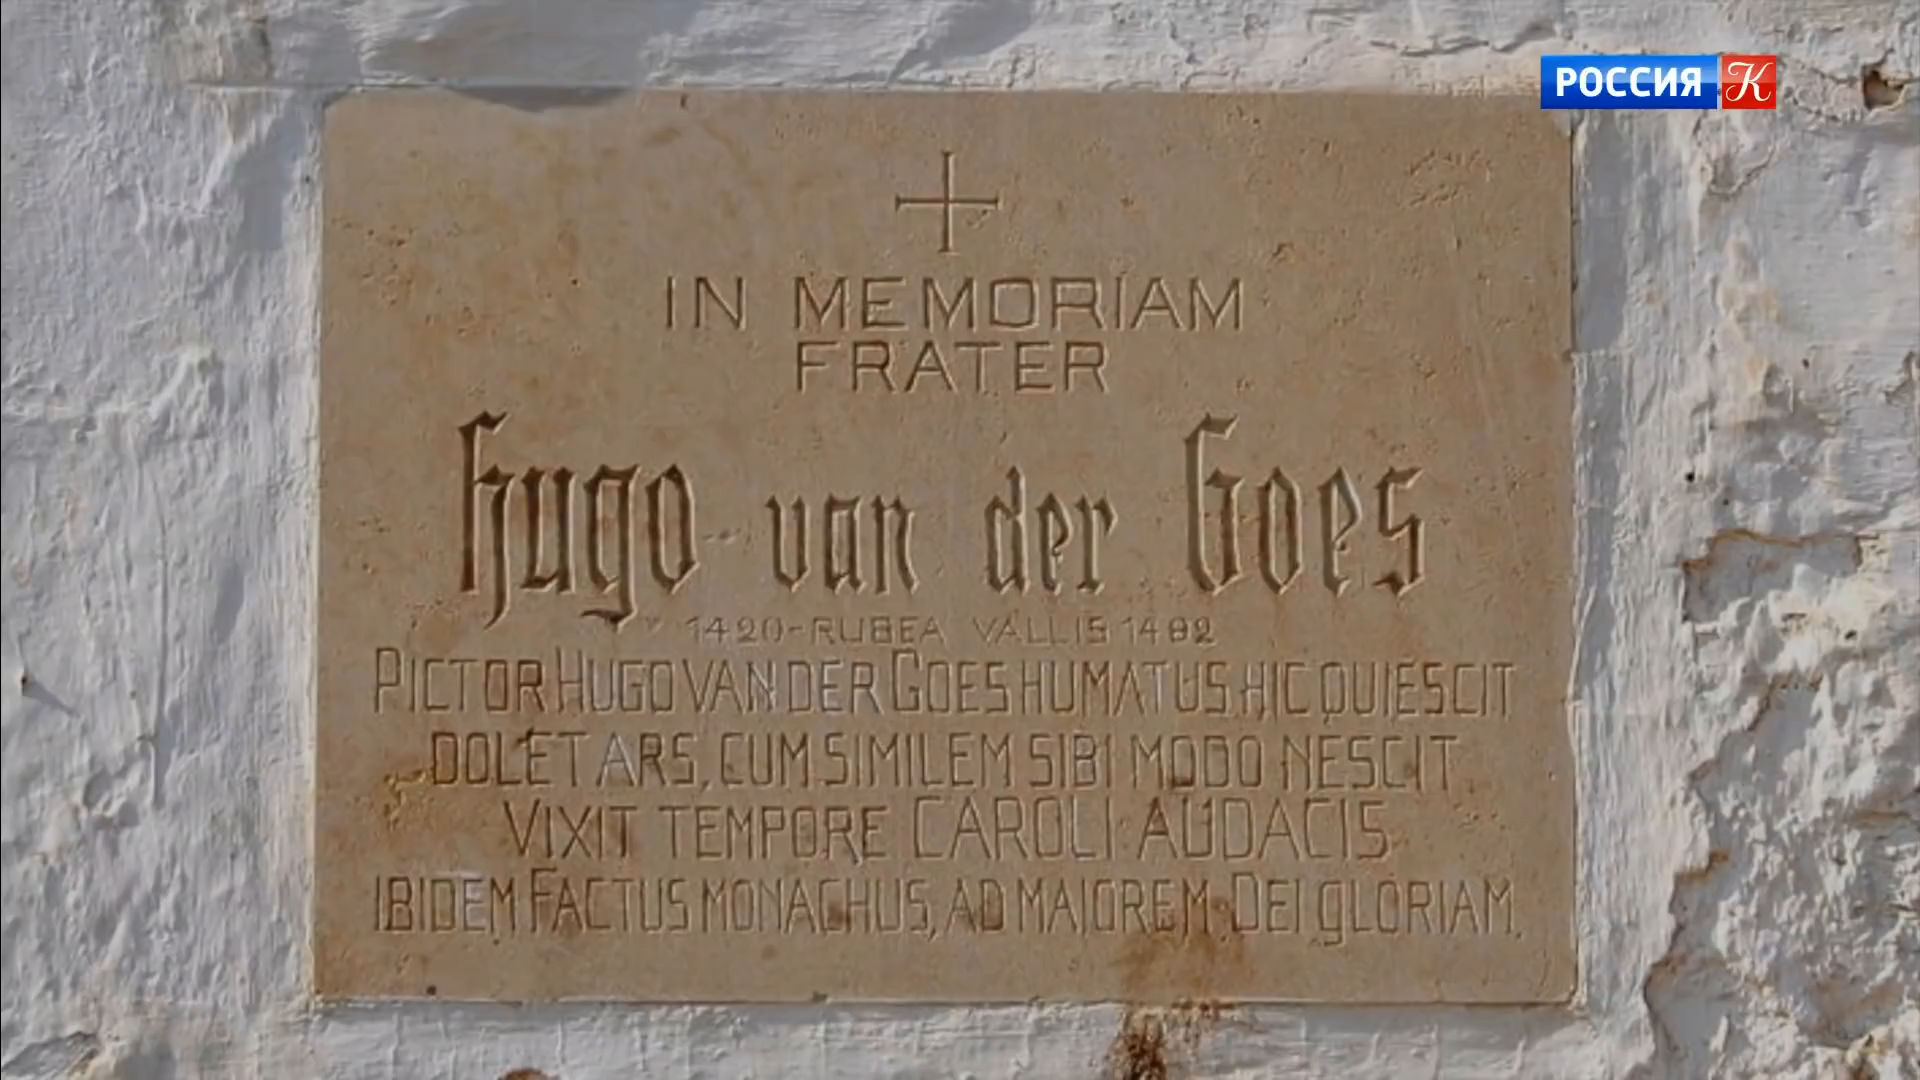 РОССИЯ К
IN MEMORIAM
FRATER
Hugo van der Goes
1420-RUBEA VALLIS 1482
PICTOR HUGO VAN DER GOES HUMATUS HIC QUIESCIT
DOLET ARS, CUM SIMILEM SIBI MODO NESCIT
VIXIT TEMPORE CAROLI AUDACIS
IBIDEM FACTUS MONACHUS, AD MAIOREM DEI gLORIAM.